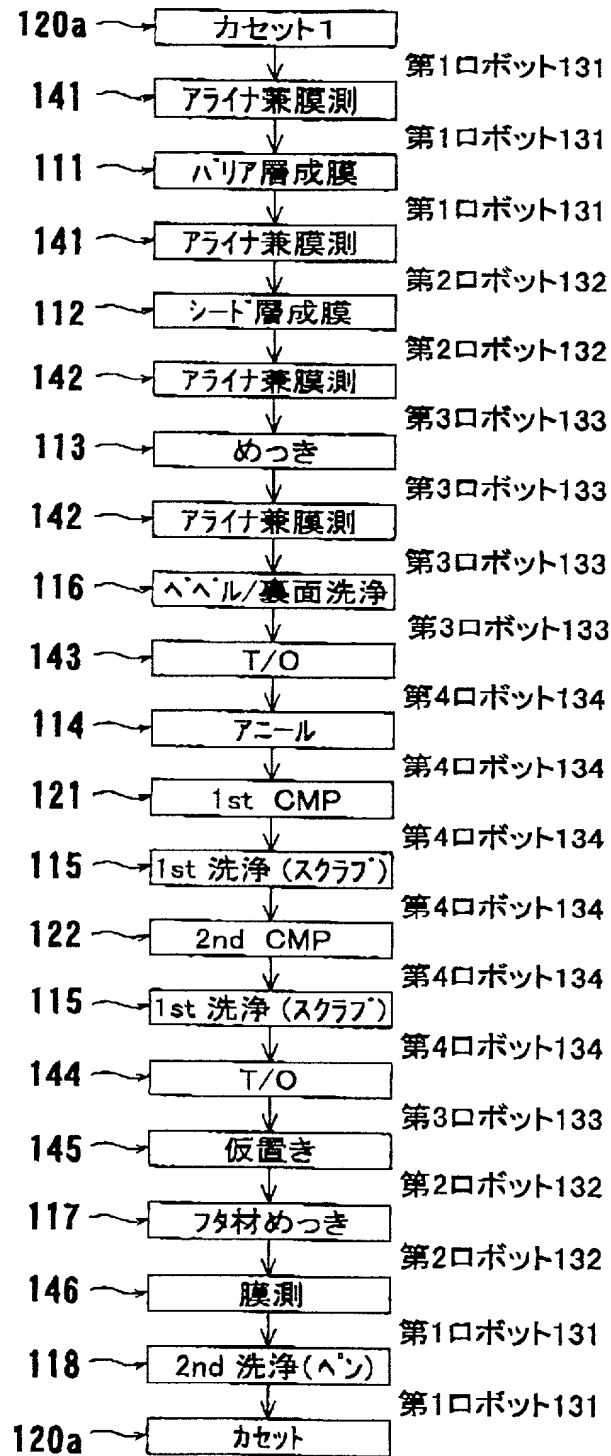 120a カセット1
第1ロボット131
141 アライナ兼膜測
第1ロボット131
111 バリア層成膜
第1ロボット131
141 アライナ兼膜測
第2ロボット132
112 シード層成膜
第2ロボット132
142 アライナ兼膜測
第3ロボット133
113 めっき
第3ロボット133
142 アライナ兼膜測
第3ロボット133
116 ベベル/裏面洗浄
第3ロボット133
143 T/O
第4ロボット134
114 アニール
第4ロボット134
121 1st CMP
第4ロボット134
115 1st 洗浄(スクラブ)
第4ロボット134
122 2nd CMP
第4ロボット134
115 1st 洗浄(スクラブ)
第4ロボット134
144 T/O
第3ロボット133
145 仮置き
第2ロボット132
117 フタ材めっき
第2ロボット132
146 膜測
第1ロボット131
118 2nd 洗浄(ペン)
第1ロボット131
120a カセット